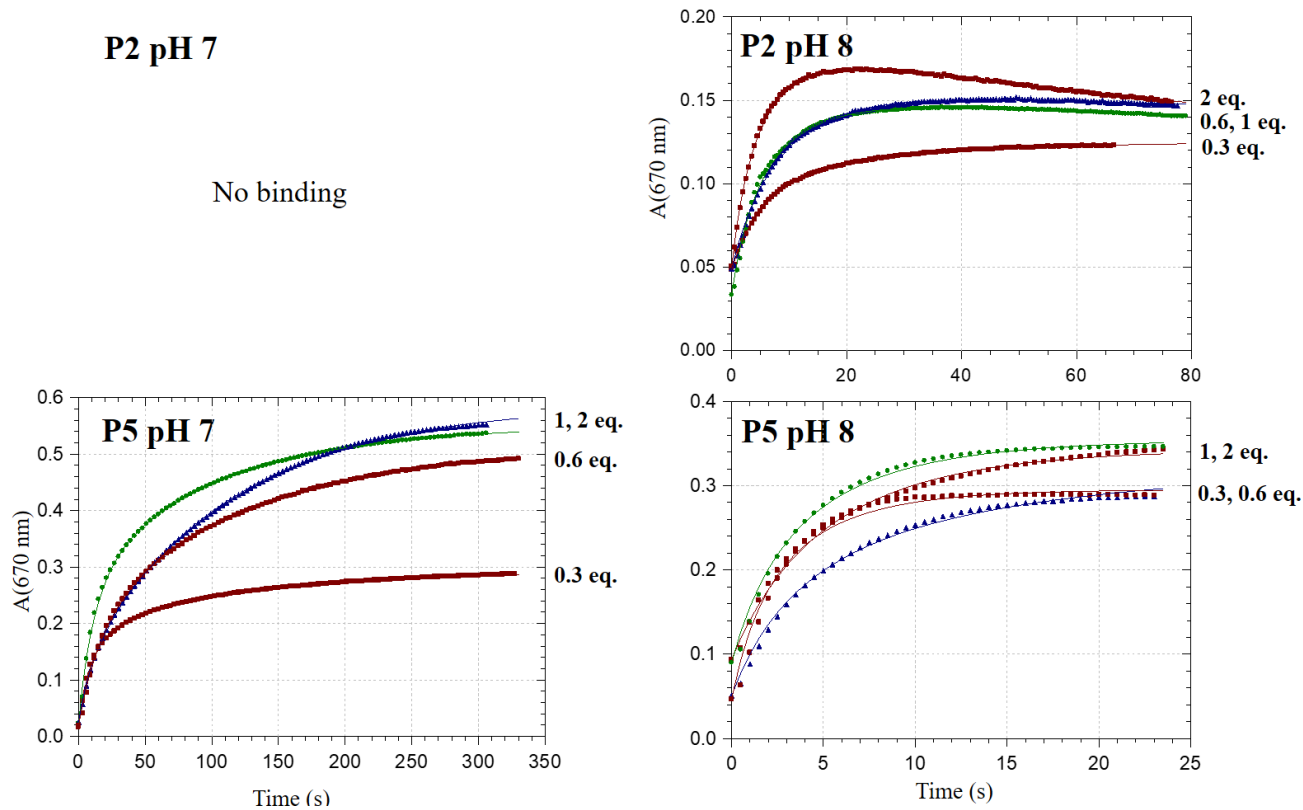 P2 pH 7
No binding
P2 pH 8
A(670 nm)
0.20
0.15
0.10
0.05
0.00
0
20
40
60
80
2 eq.
0.6, 1 eq.
0.3 eq.
P5 pH 7
A(670 nm)
0.6
0.5
0.4
0.3
0.2
0.1
0.0
0
50
100
150
200
250
300
350
Time (s)
1, 2 eq.
0.6 eq.
0.3 eq.
P5 pH 8
A(670 nm)
0.4
0.3
0.2
0.1
0.0
0
5
10
15
20
25
Time (s)
1, 2 eq.
0.3, 0.6 eq.